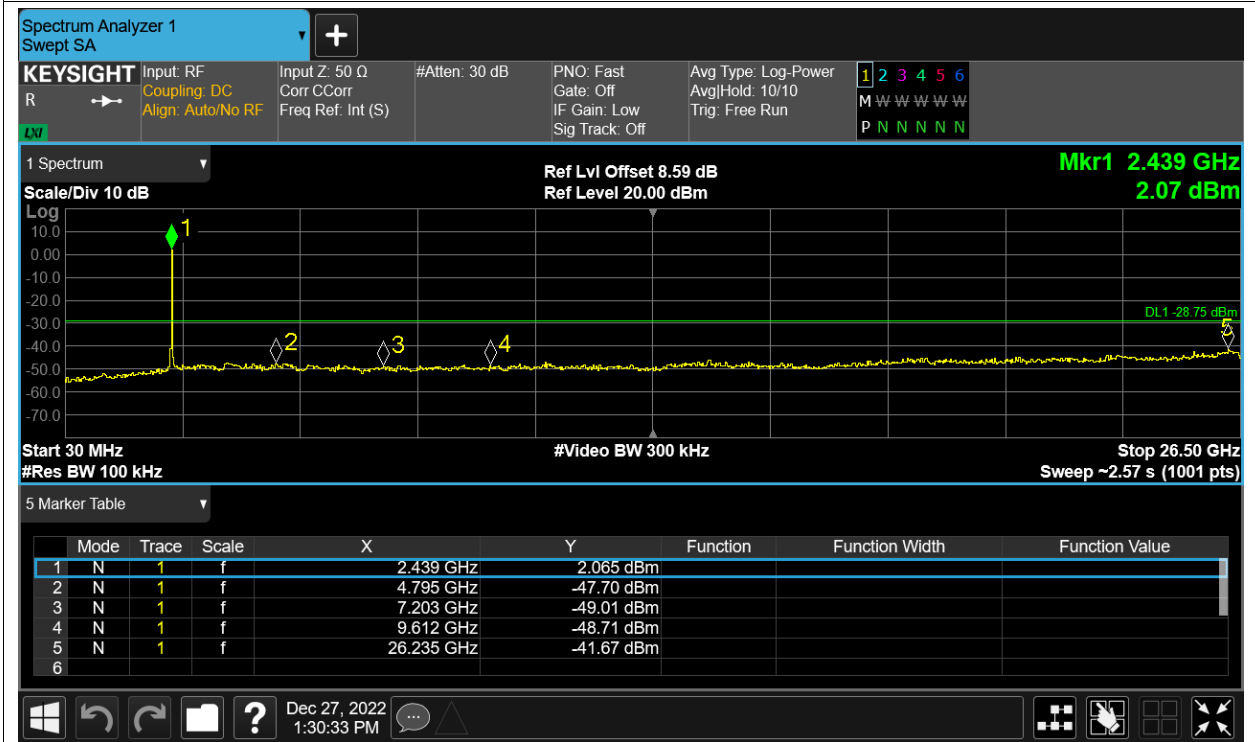 Spectrum Analyzer 1
Swept SA
+
KEYSIGHT
R
LXI
Input: RF
Coupling: DC
Align: Auto/No RF
Input Z: 50 Ω
Corr CCorr
Freq Ref: Int (S)
#Atten: 30 dB
PNO: Fast
Gate: Off
IF Gain: Low
Sig Track: Off
Avg Type: Log-Power
Avg|Hold: 10/10
Trig: Free Run
1 2 3 4 5 6
M W W W W W
P N N N N N
1 Spectrum
Scale/Div 10 dB
Ref Lvl Offset 8.59 dB
Ref Level 20.00 dBm
Mkr1 2.439 GHz
2.07 dBm
Log
10.0
0.00
-10.0
-20.0
-30.0
-40.0
-50.0
-60.0
-70.0
1
2
3
4
5
DL1 -28.75 dBm
Start 30 MHz
#Res BW 100 kHz
#Video BW 300 kHz
Stop 26.50 GHz
Sweep ~2.57 s (1001 pts)
5 Marker Table
Mode Trace Scale X Y Function Function Width Function Value
1 N 1 f 2.439 GHz 2.065 dBm
2 N 1 f 4.795 GHz -47.70 dBm
3 N 1 f 7.203 GHz -49.01 dBm
4 N 1 f 9.612 GHz -48.71 dBm
5 N 1 f 26.235 GHz -41.67 dBm
6
?
Dec 27, 2022
1:30:33 PM